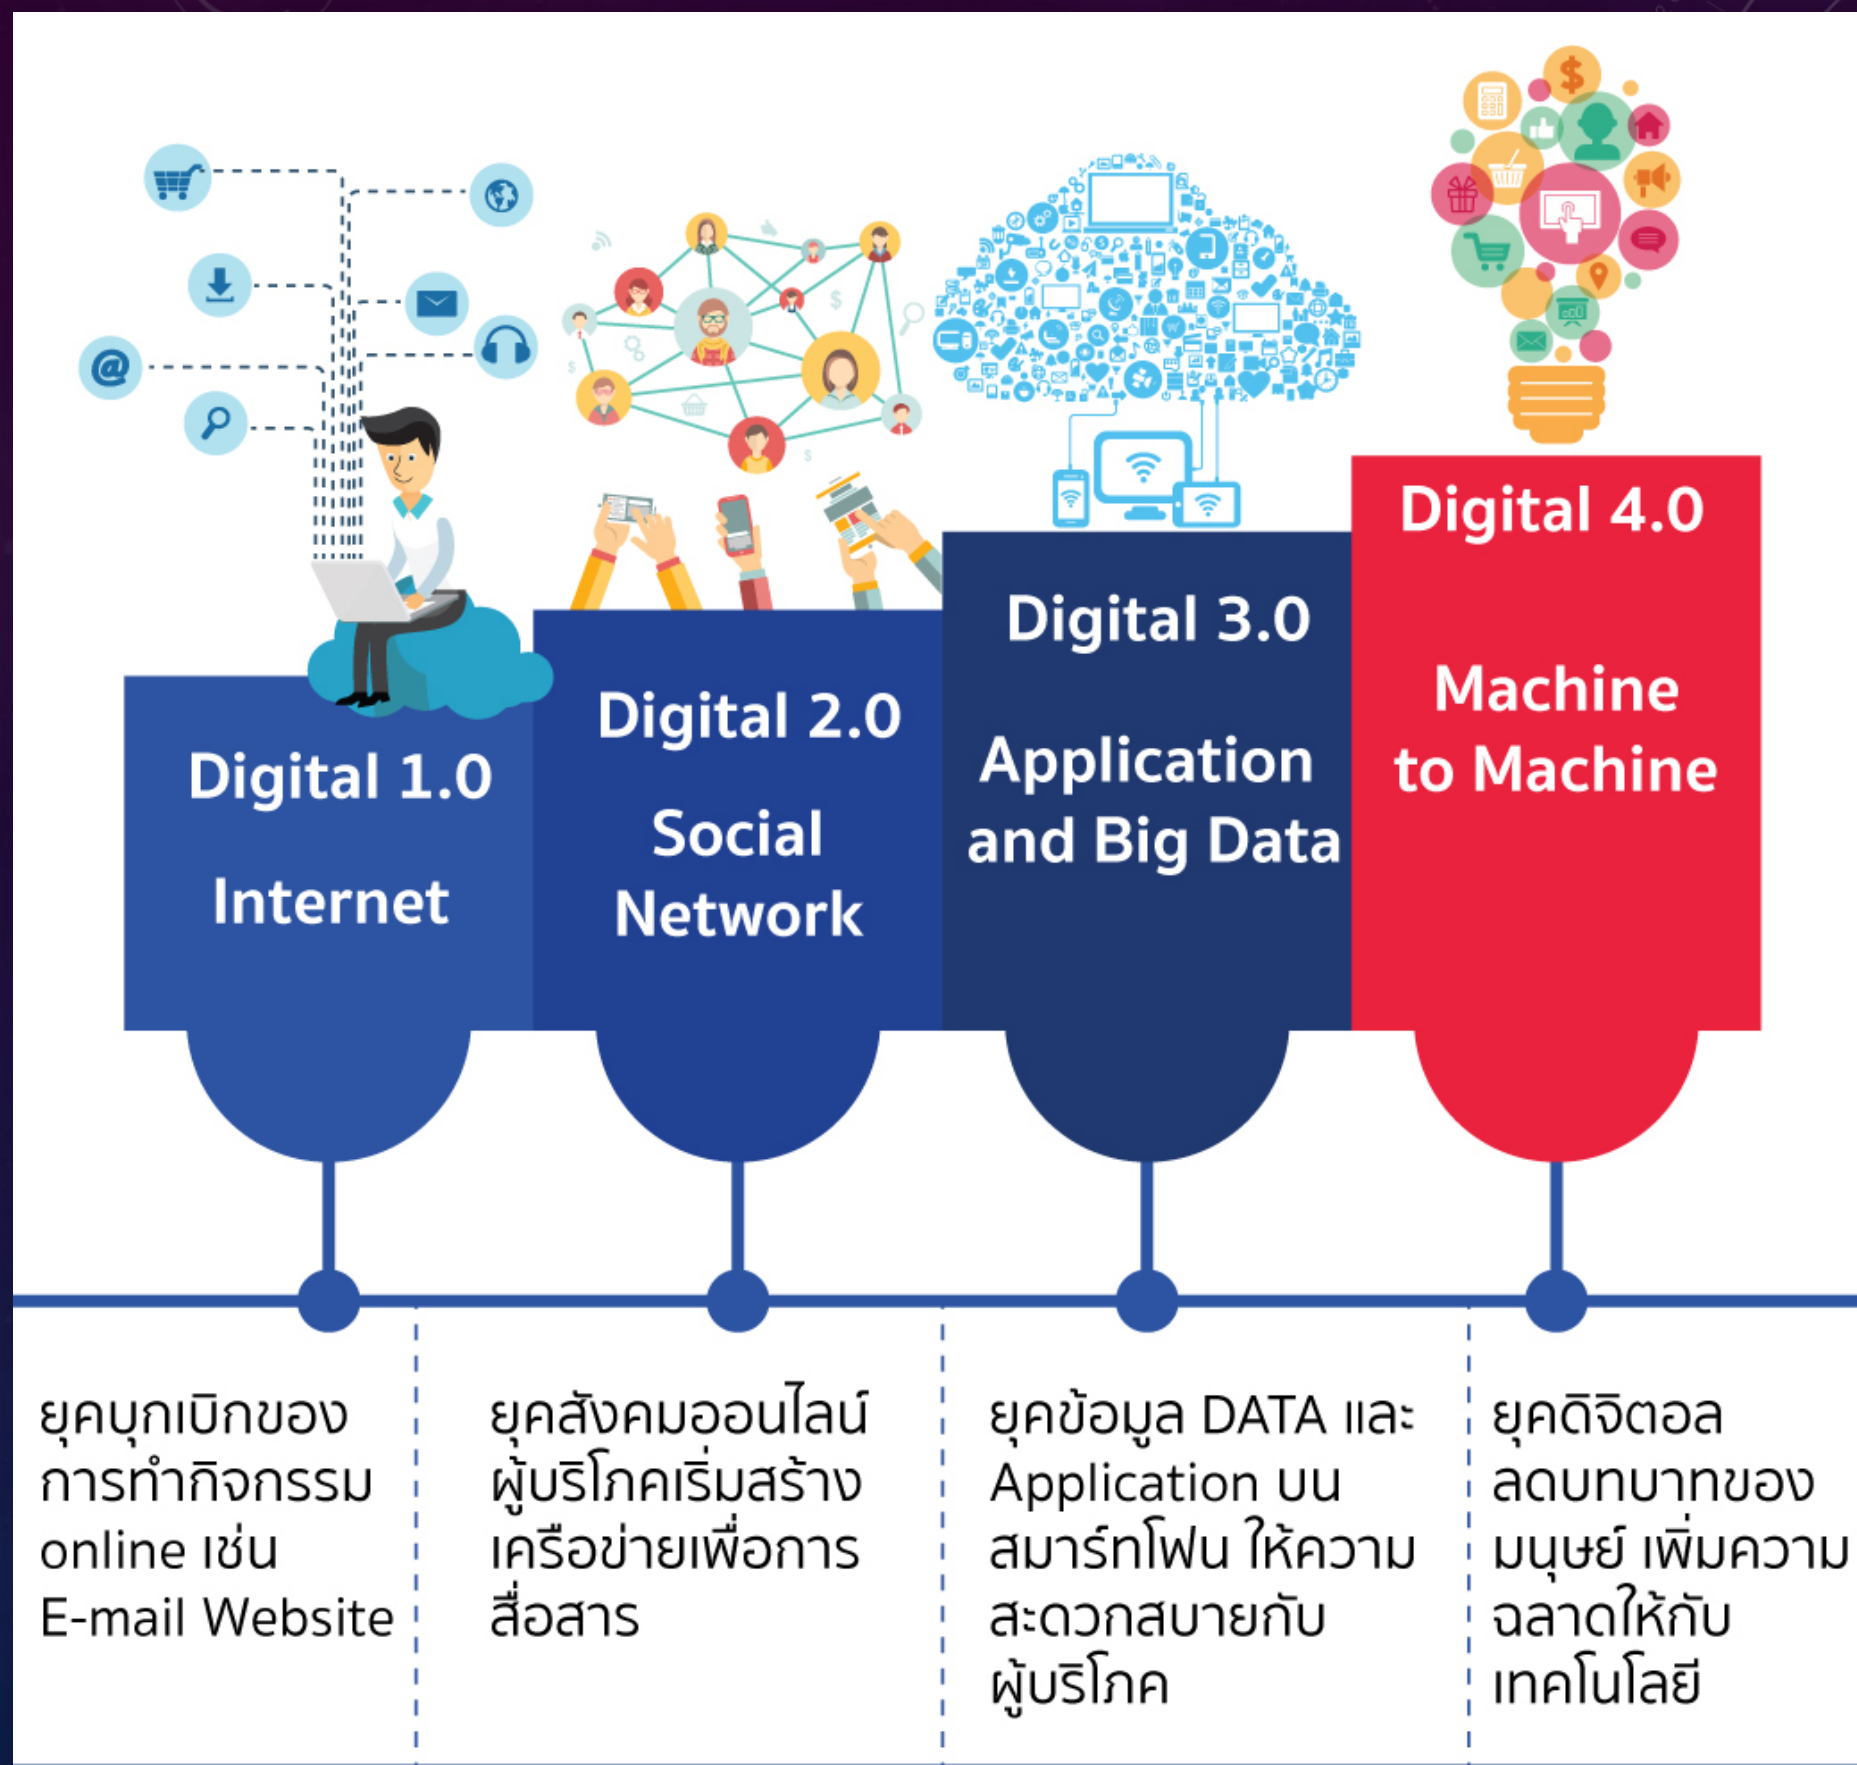 Digital 1.0
Internet
Digital 2.0
Social
Network
Digital 3.0
Application
and Big Data
Digital 4.0
Machine
to Machine
ยุคบุกเบิกของ
การทำกิจกรรม
online เช่น
E-mail Website
ยุคสังคมออนไลน์
ผู้บริโภคเริ่มสร้าง
เครือข่ายเพื่อการ
สื่อสาร
ยุคข้อมูล DATA และ
Application บน
สมาร์ทโฟน ให้ความ
สะดวกสบายกับ
ผู้บริโภค
ยุคดิจิตอล
ลดบทบาทของ
มนุษย์ เพิ่มความ
ฉลาดให้กับ
เทคโนโลยี